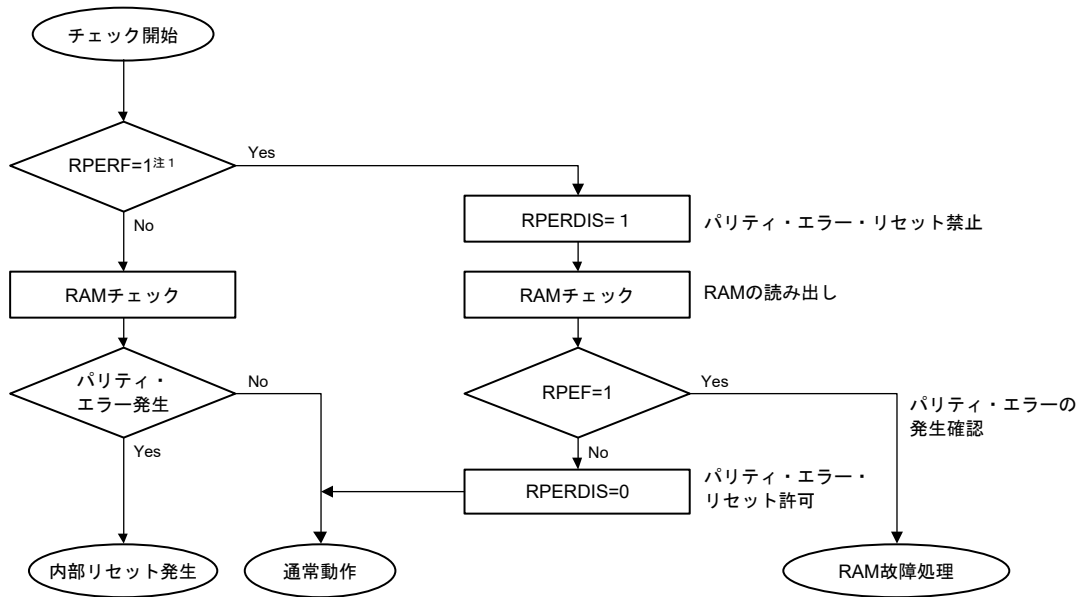 チェック開始
RPERF=1注1
Yes
No
RPERDIS= 1
パリティ・エラー・リセット禁止
RAMチェック
RAMチェック
RAMの読み出し
パリティ・
エラー発生
No
Yes
RPEF=1
Yes
No
パリティ・エラーの
発生確認
RPERDIS=0
パリティ・エラー・
リセット許可
内部リセット発生
通常動作
RAM故障処理